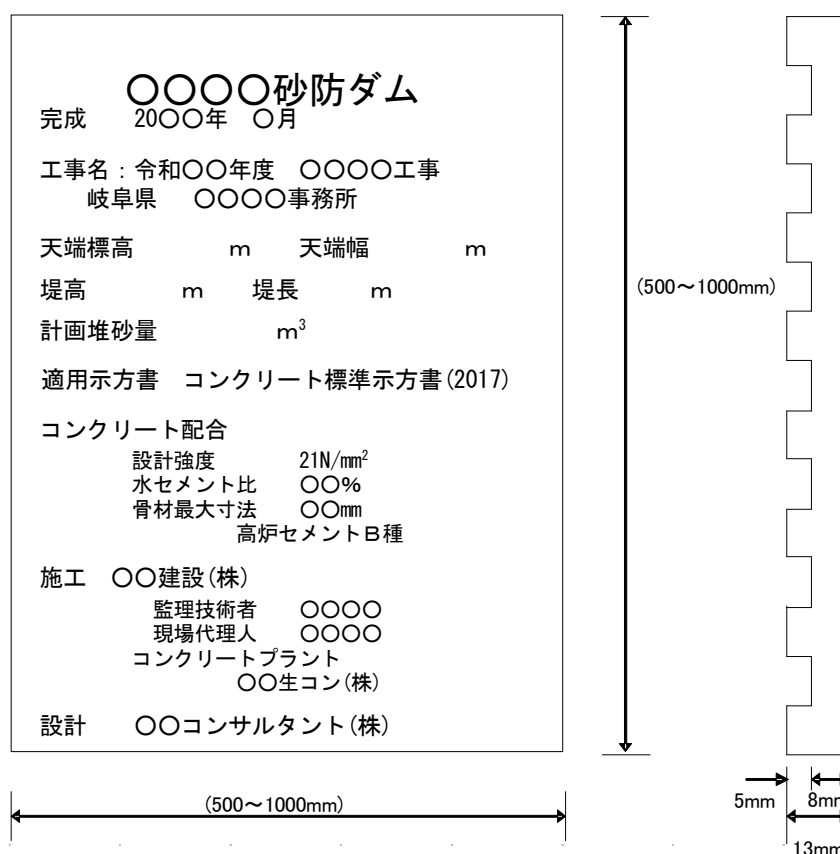 〇〇〇〇砂防ダム
完成　20〇〇年　〇月
工事名：令和〇〇年度　〇〇〇〇工事
岐阜県　〇〇〇〇事務所
天端標高　　　　m　　天端幅　　　　m
堤高　　　　m　　堤長　　　m
計画堆砂量　　　　　m³
適用示方書　コンクリート標準示方書(2017)
コンクリート配合
設計強度　　　21N/mm²
水セメント比　〇〇%
骨材最大寸法　〇〇mm
高炉セメントB種
施工　〇〇建設(株)
監理技術者　〇〇〇〇
現場代理人　〇〇〇〇
コンクリートプラント
〇〇生コン(株)
設計　　〇〇コンサルタント(株)
(500～1000mm)
(500～1000mm)
5mm
8mm
13mm